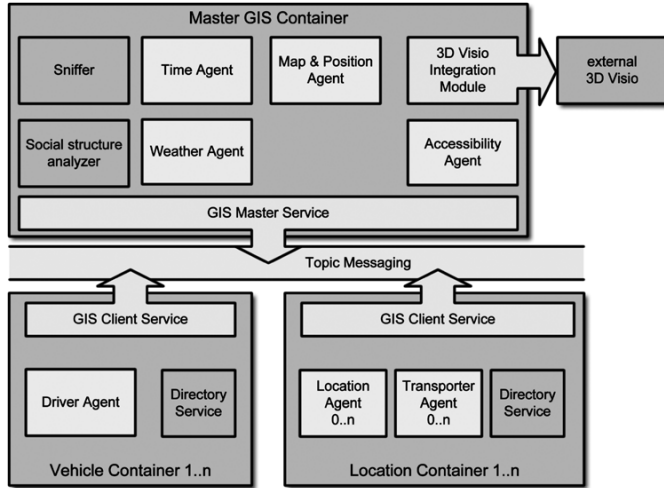 Master GIS Container
Sniffer
Time Agent
Map & Position
Agent
3D Visio
Integration
Module
external
3D Visio
Social structure
analyzer
Weather Agent
Accessibility
Agent
GIS Master Service
Topic Messaging
GIS Client Service
GIS Client Service
Driver Agent
Directory
Service
Location
Agent
0..n
Transporter
Agent
0..n
Directory
Service
Vehicle Container 1..n
Location Container 1..n